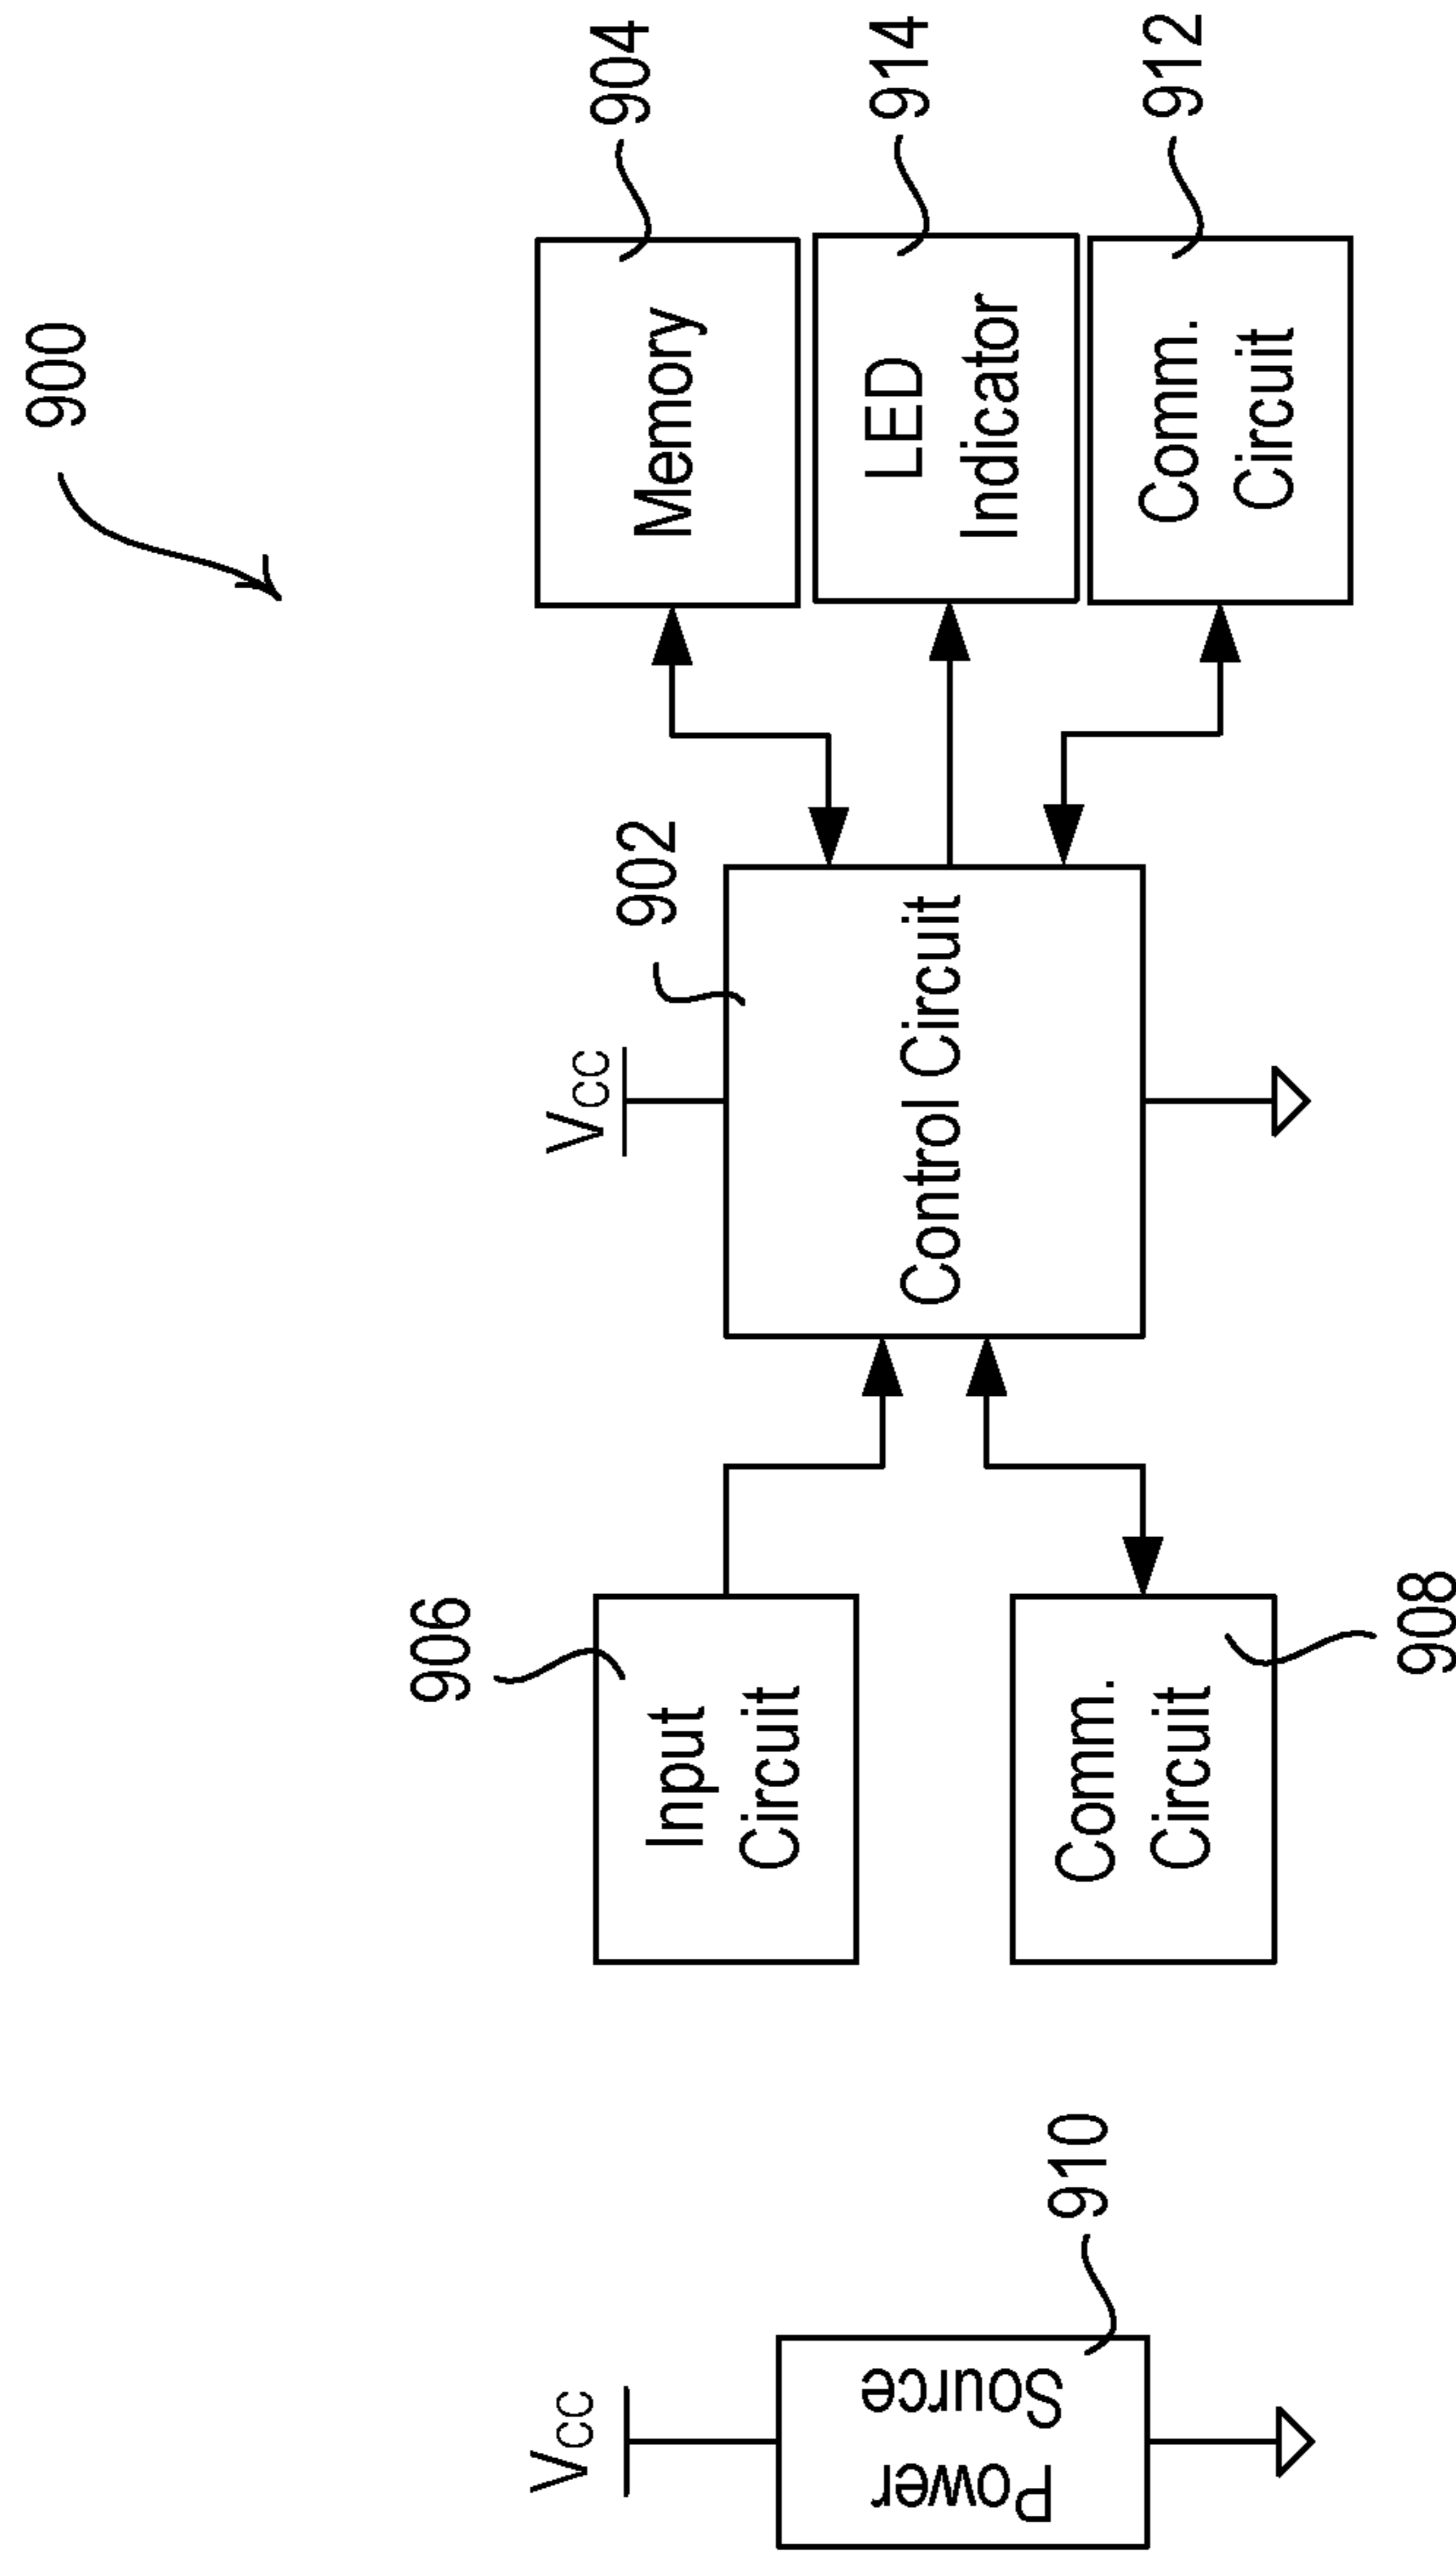 900
Memory
904
LED
Indicator
914
Comm.
Circuit
912
902
VCC
Control Circuit
906
Input
Circuit
Comm.
Circuit
908
VCC
Power
Source
910